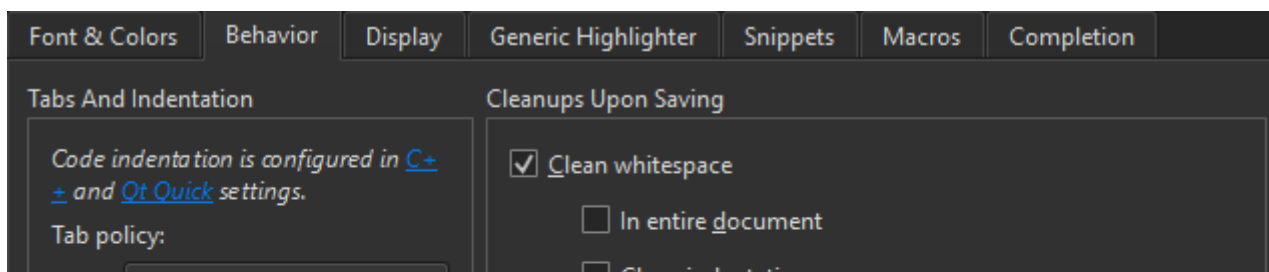 Font & Colors Behavior Display Generic Highlighter Snippets Macros Completion
Tabs And Indentation
Code indentation is configured in C+
+ and Qt Quick settings.
Tab policy:
Cleanups Upon Saving
Clean whitespace
In entire document